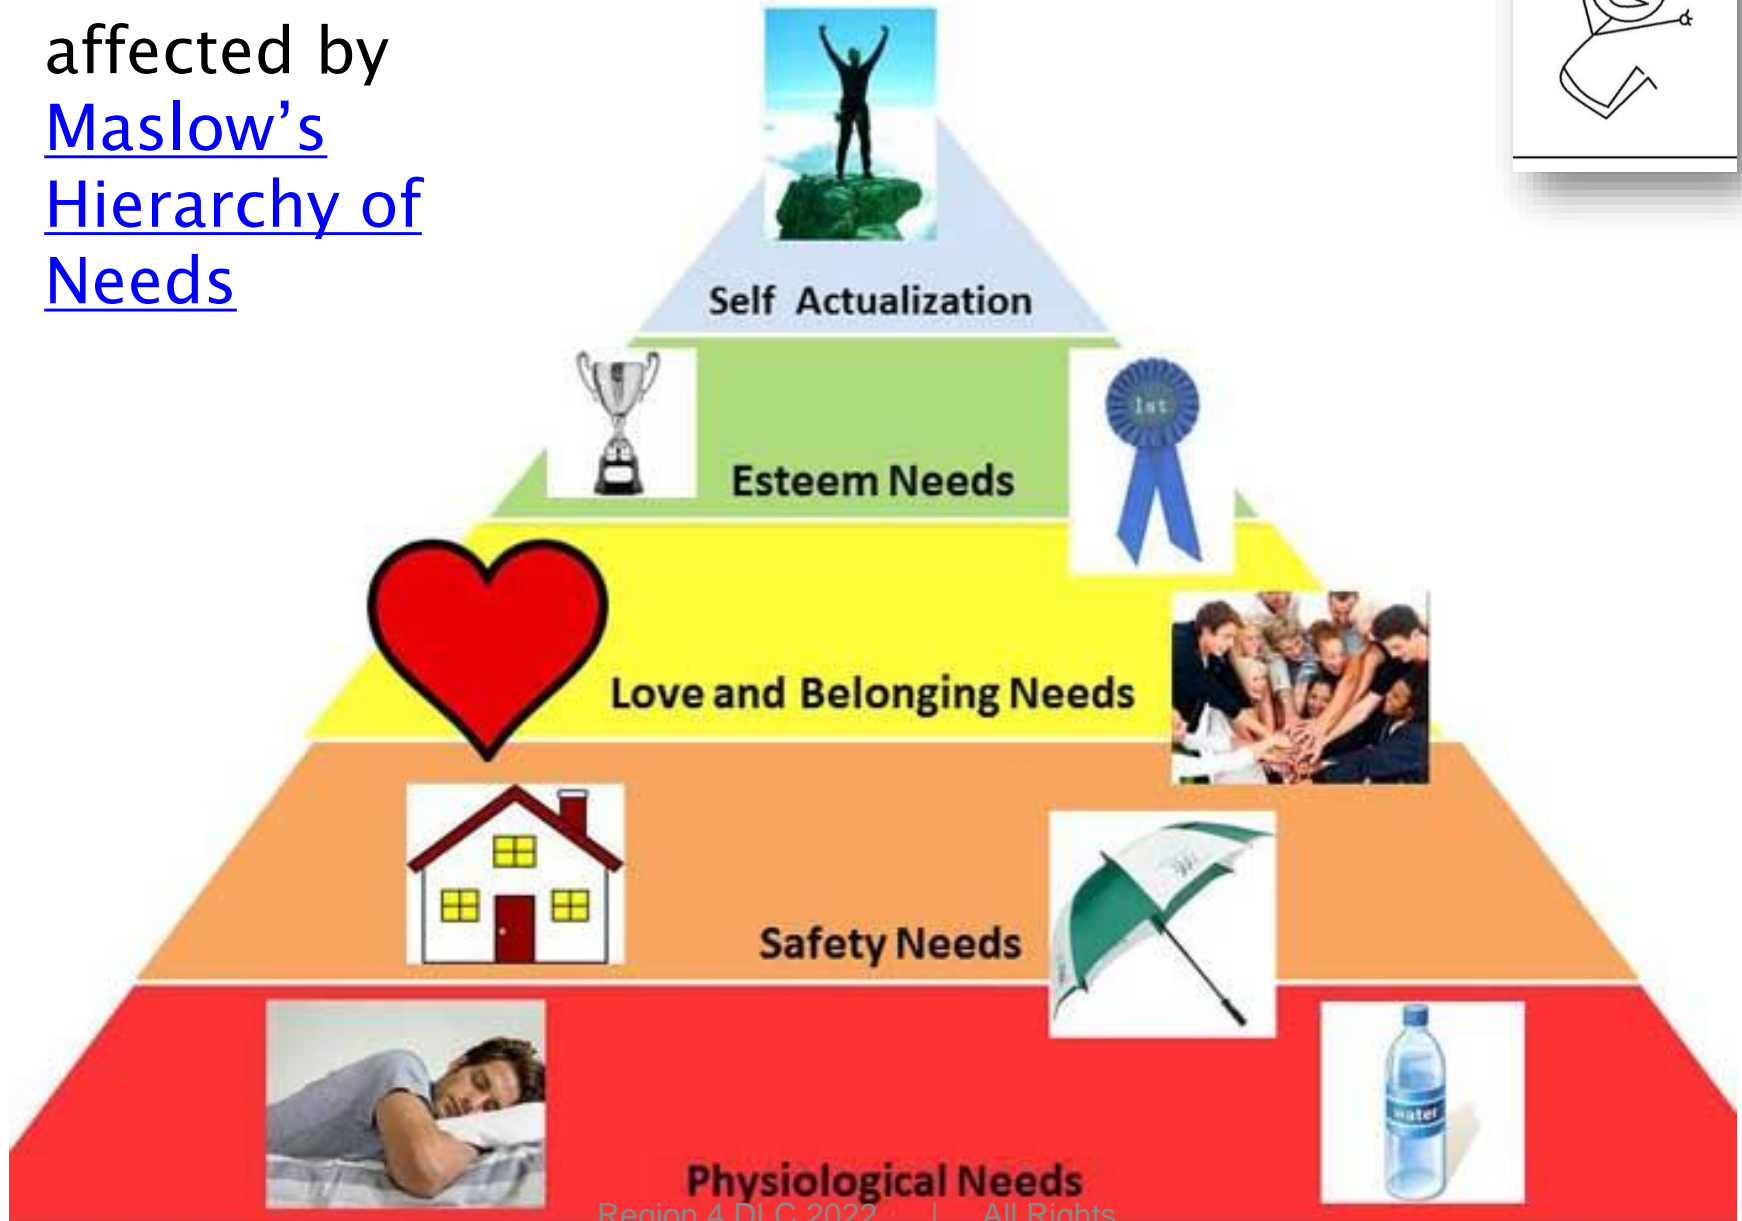 affected by
Maslow’s
Hierarchy of
Needs
Self Actualization
1st
Esteem Needs
Love and Belonging Needs
Safety Needs
water
Physiological Needs
Region 4 DLC 2022 | All Rights